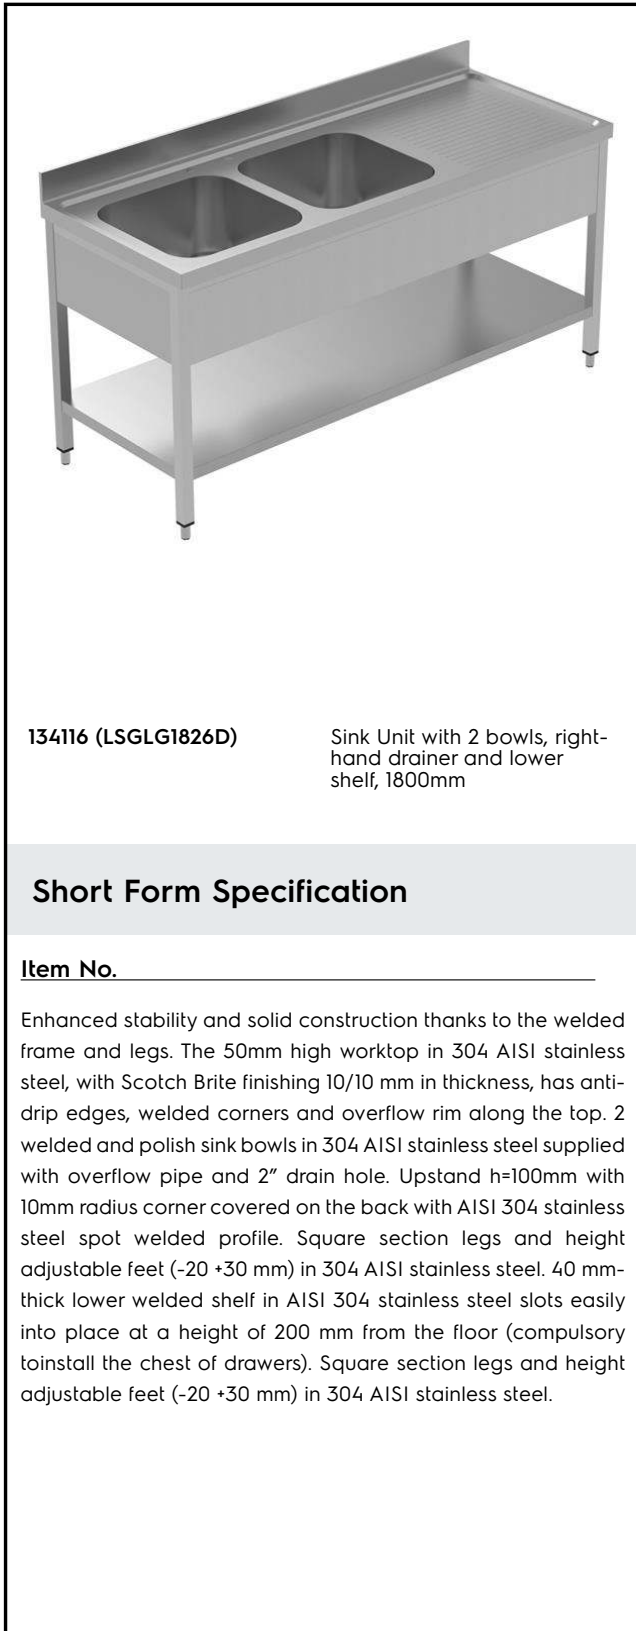 134116 (LSGLG1826D)
Sink Unit with 2 bowls, right-
hand drainer and lower
shelf, 1800mm
Short Form Specification
Item No.
Enhanced stability and solid construction thanks to the welded
frame and legs. The 50mm high worktop in 304 AISI stainless
steel, with Scotch Brite finishing 10/10 mm in thickness, has anti-
drip edges, welded corners and overflow rim along the top. 2
welded and polish sink bowls in 304 AISI stainless steel supplied
with overflow pipe and 2" drain hole. Upstand h=100mm with
10mm radius corner covered on the back with AISI 304 stainless
steel spot welded profile. Square section legs and height
adjustable feet (-20 +30 mm) in 304 AISI stainless steel. 40 mm-
thick lower welded shelf in AISI 304 stainless steel slots easily
into place at a height of 200 mm from the floor (compulsory
toinstall the chest of drawers). Square section legs and height
adjustable feet (-20 +30 mm) in 304 AISI stainless steel.